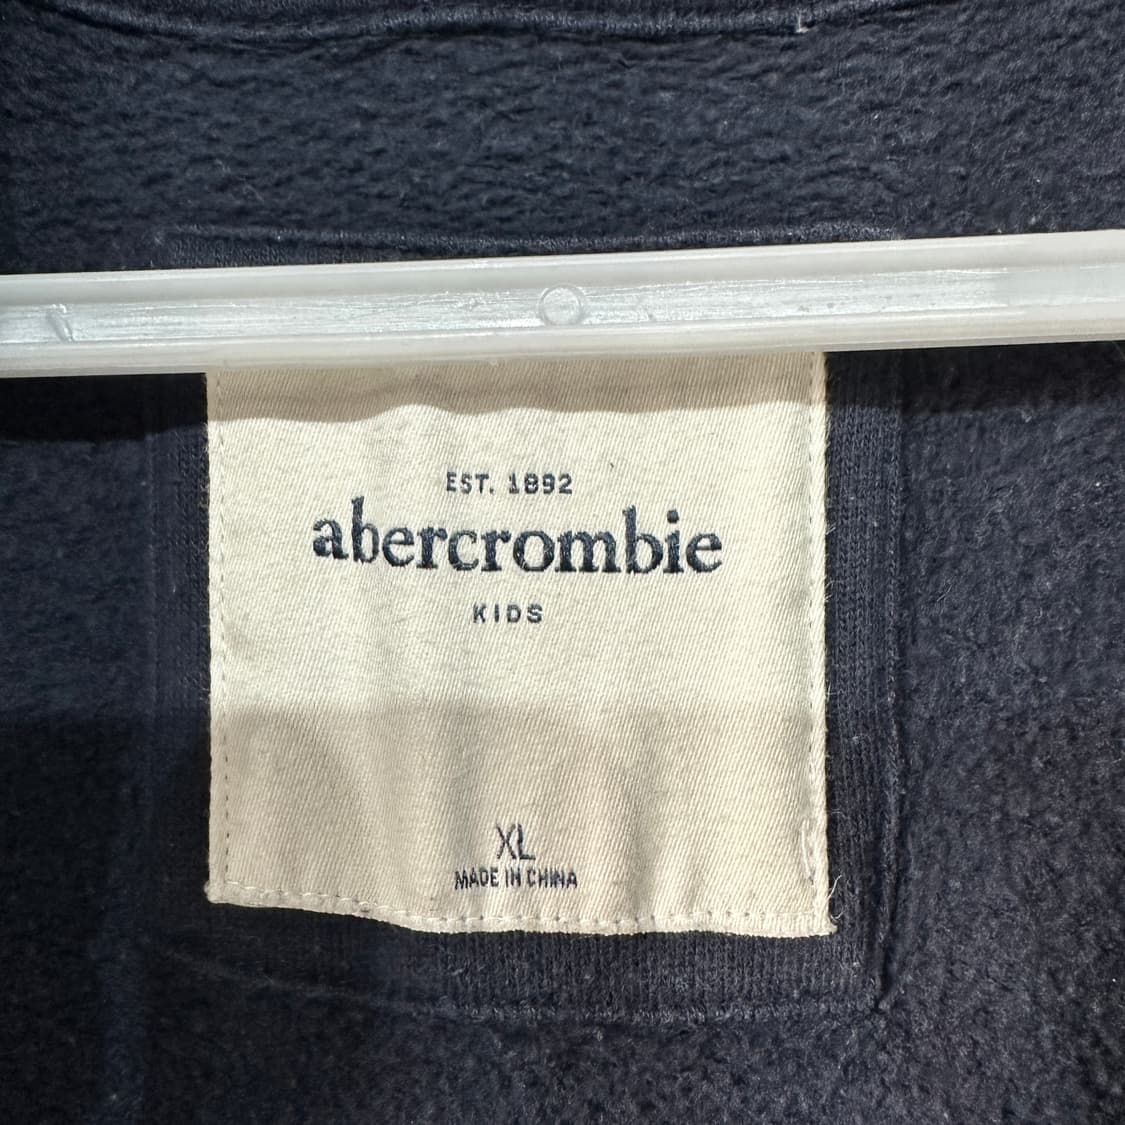 EST. 1892
abercrombie
KIDS
XL
MADE IN CHINA